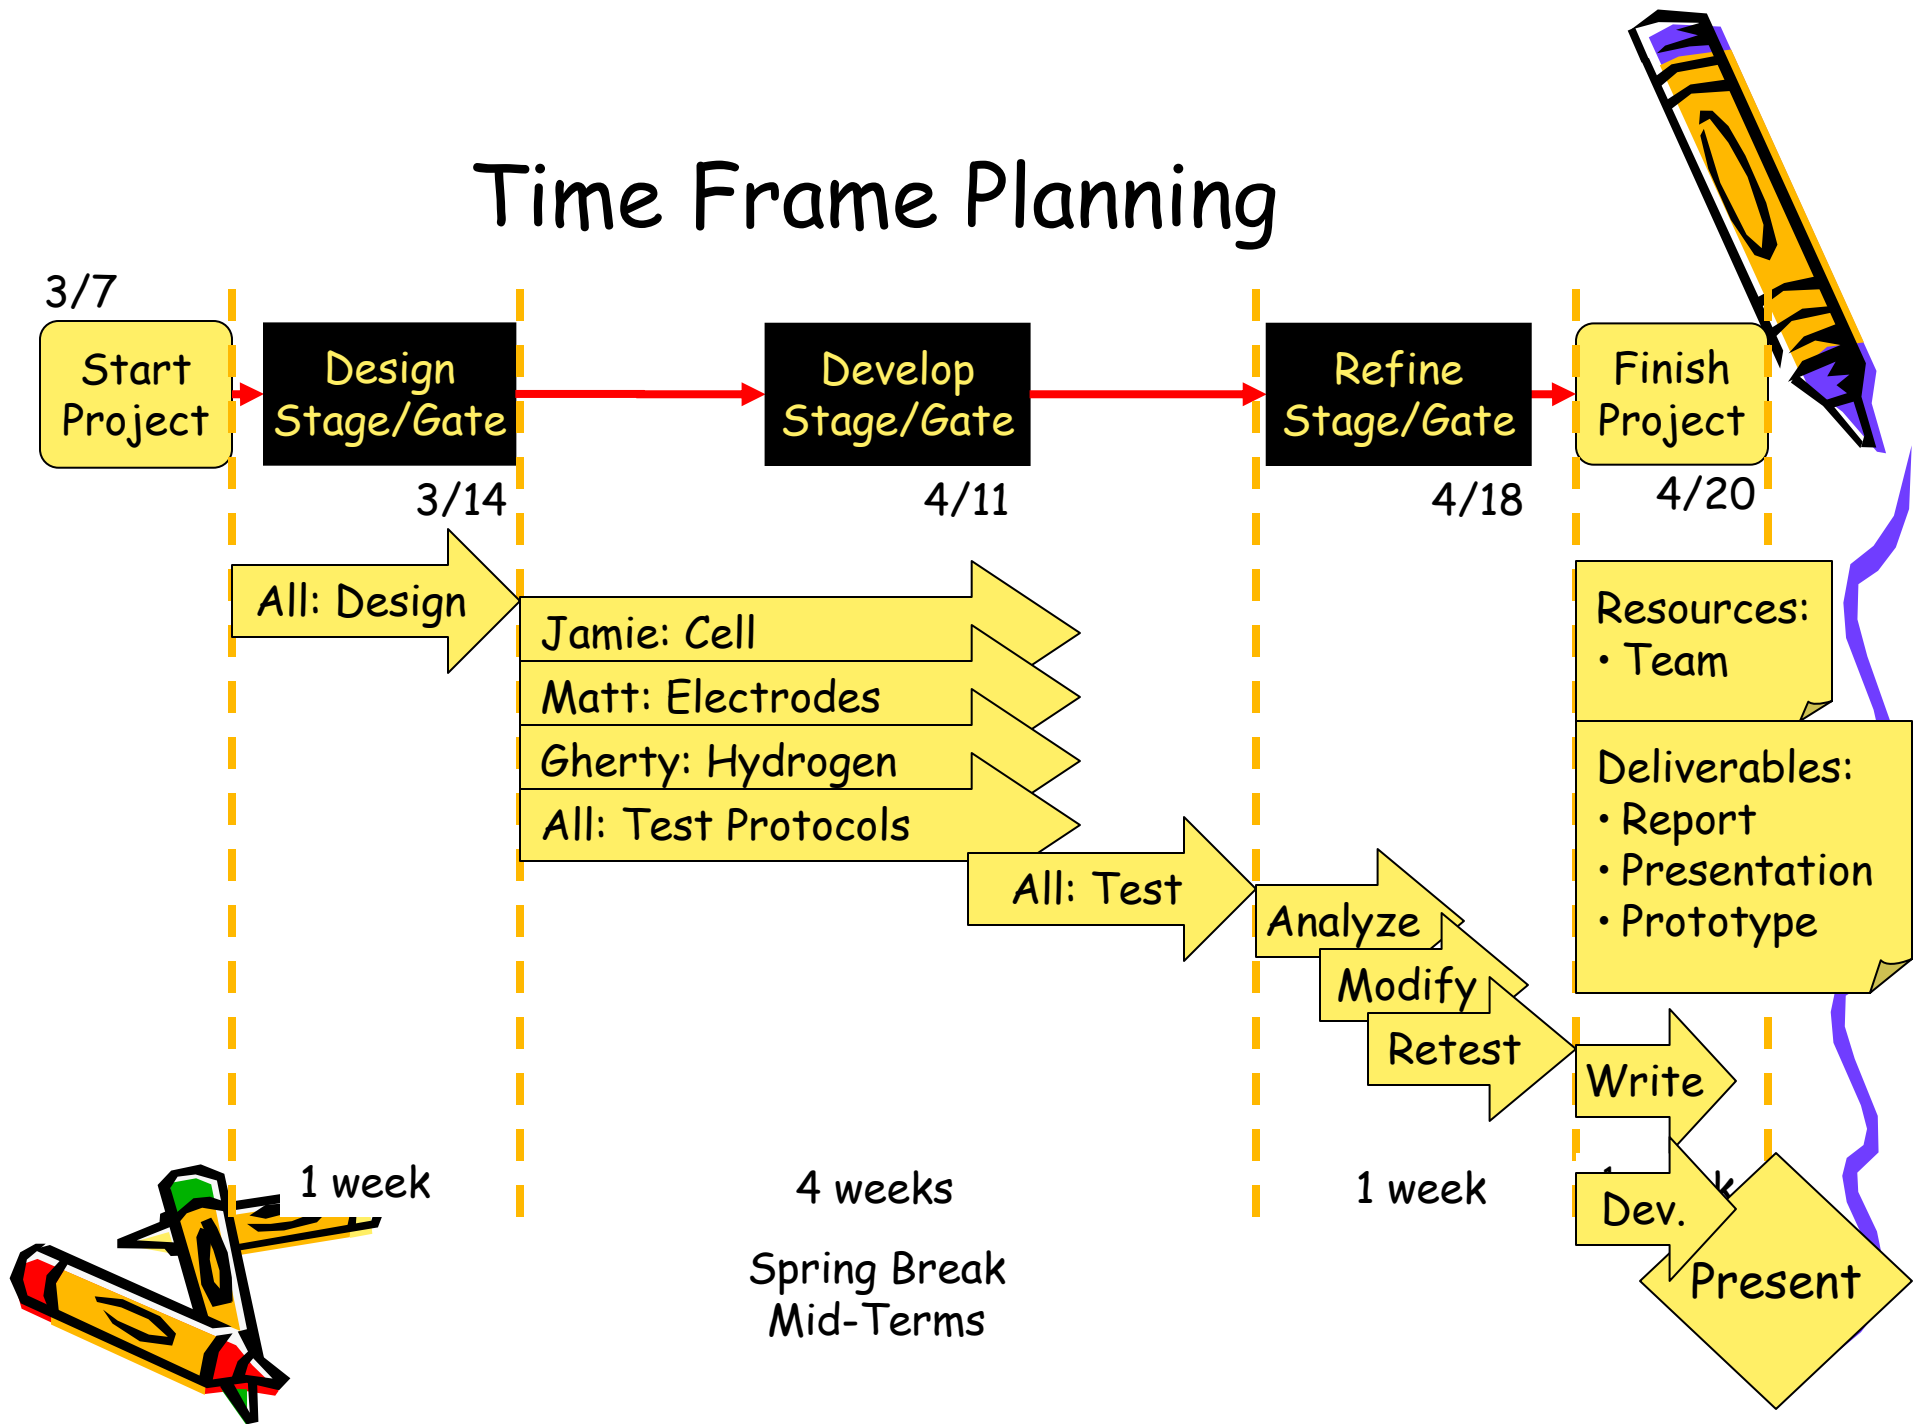 Time Frame Planning
3/7
Start
Project
Design
Stage/Gate
Develop
Stage/Gate
Refine
Stage/Gate
Finish
Project
3/14
4/11
4/18
4/20
All: Design
Jamie: Cell
Matt: Electrodes
Gherty: Hydrogen
All: Test Protocols
All: Test
Analyze
Modify
Retest
Resources:
• Team
Deliverables:
• Report
• Presentation
• Prototype
Write
Dev.
Present
1 week
4 weeks
1 week
Spring Break
Mid-Terms